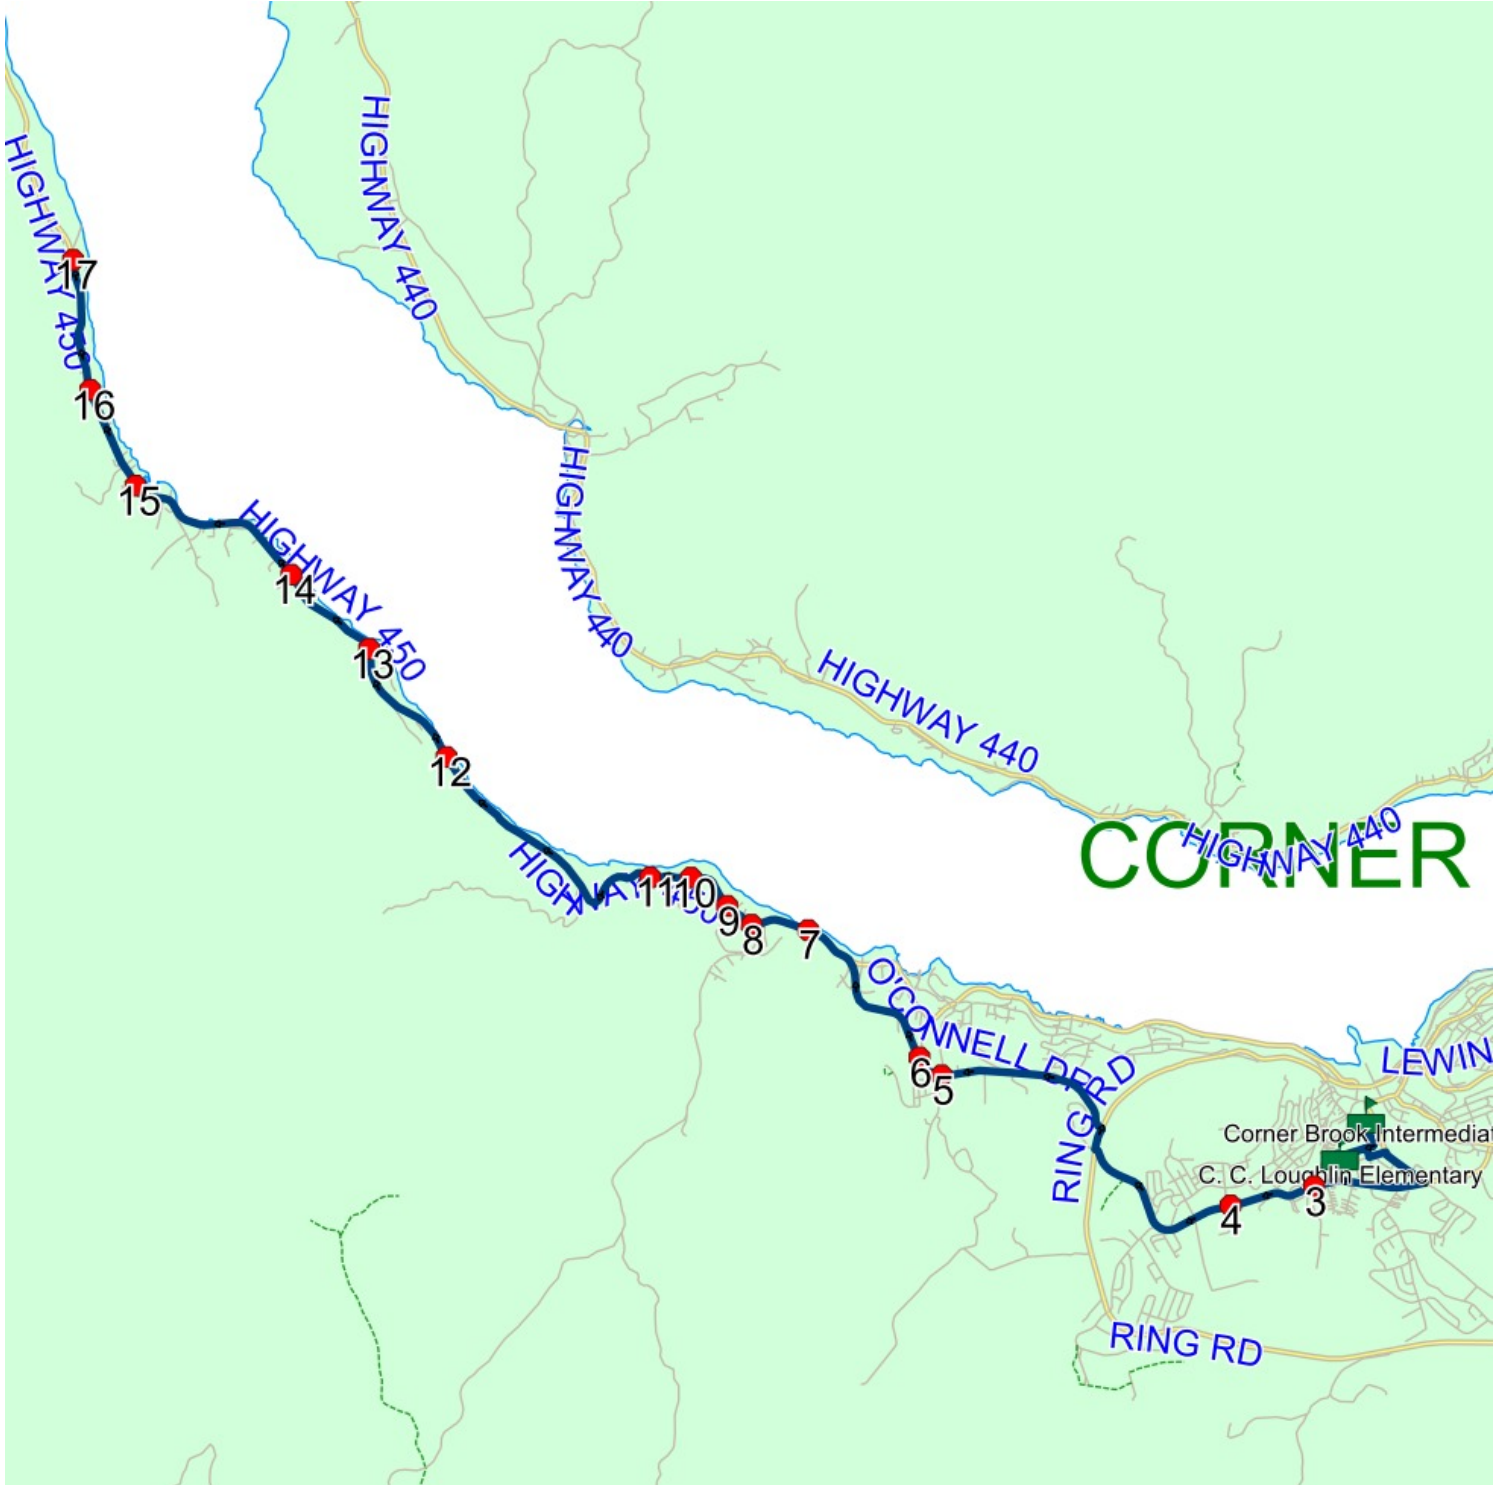 HIGHWAY 440
HIGHWAY 450
17
16
15
HIGHWAY 440
HIGHWAY 450
14
13
HIGHWAY 440
12
CORNER
HIGHWAY 440
HIGHWAY 450
11
10
9
8
7
O'CONNELL DR
6
5
RING RD
LEWIN
Corner Brook Intermediat
C. C. Loughlin Elementary
3
4
RING RD